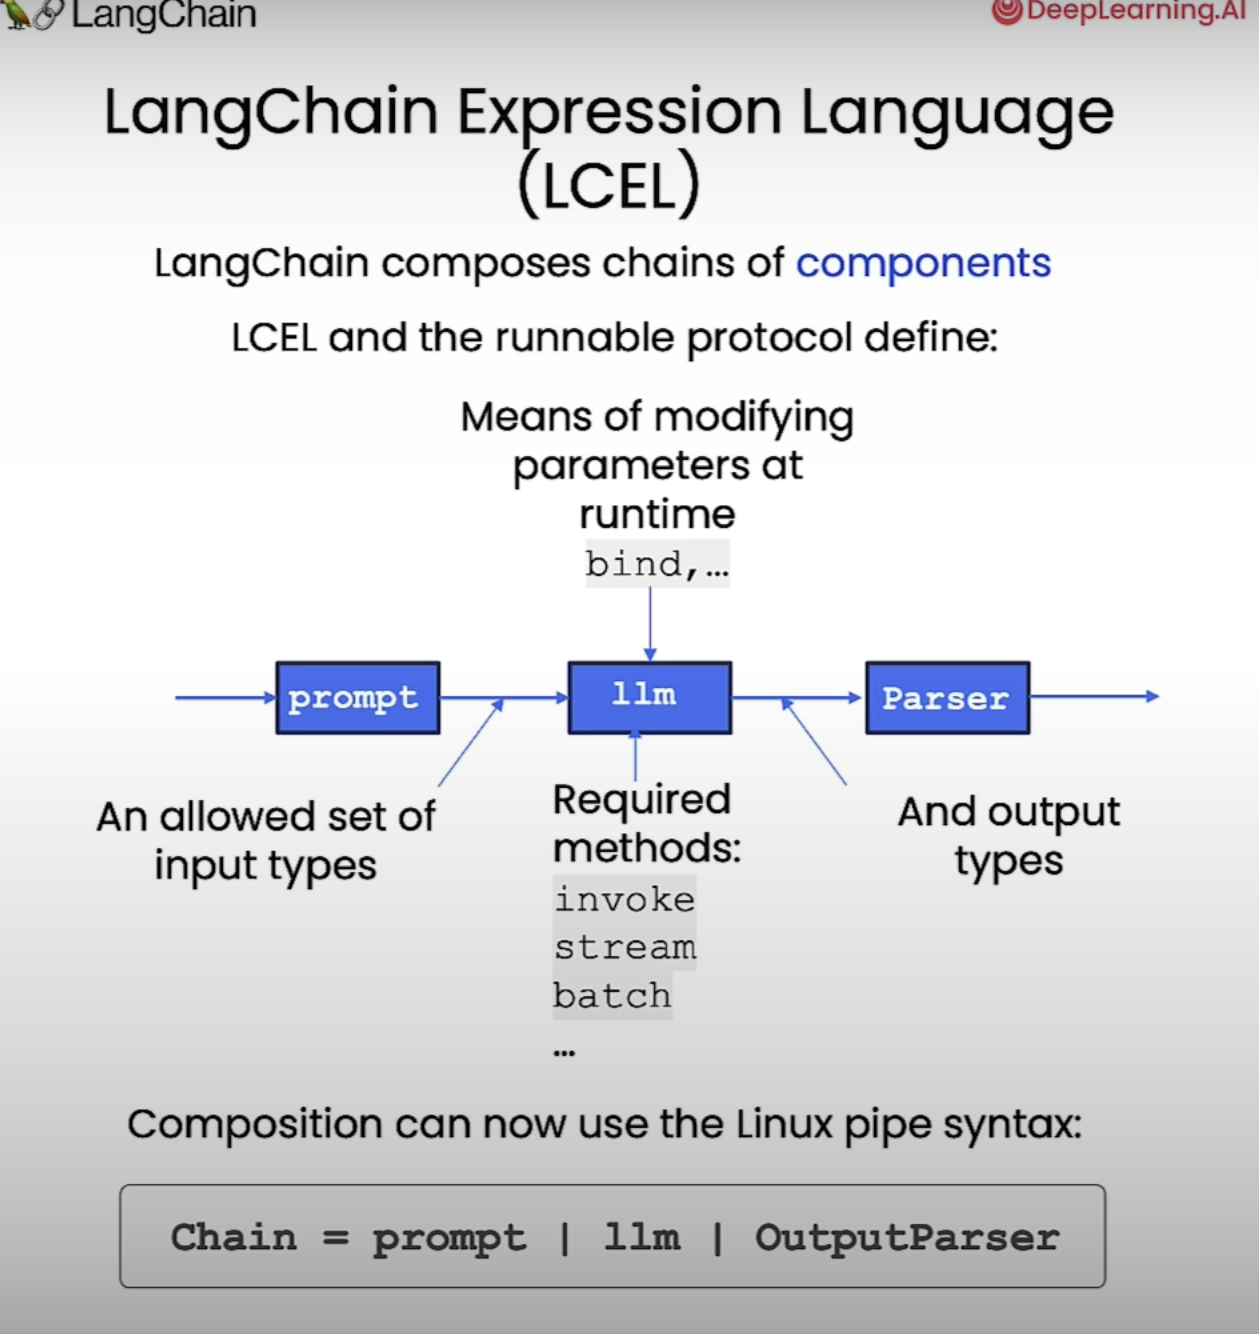 LangChain
DeepLearning.AI
LangChain Expression Language
(LCEL)
LangChain composes chains of components
LCEL and the runnable protocol define:
Means of modifying
parameters at
runtime
bind,…
prompt
llm
Parser
An allowed set of
input types
Required
methods:
invoke
stream
batch
…
And output
types
Composition can now use the Linux pipe syntax:
Chain = prompt | llm | OutputParser